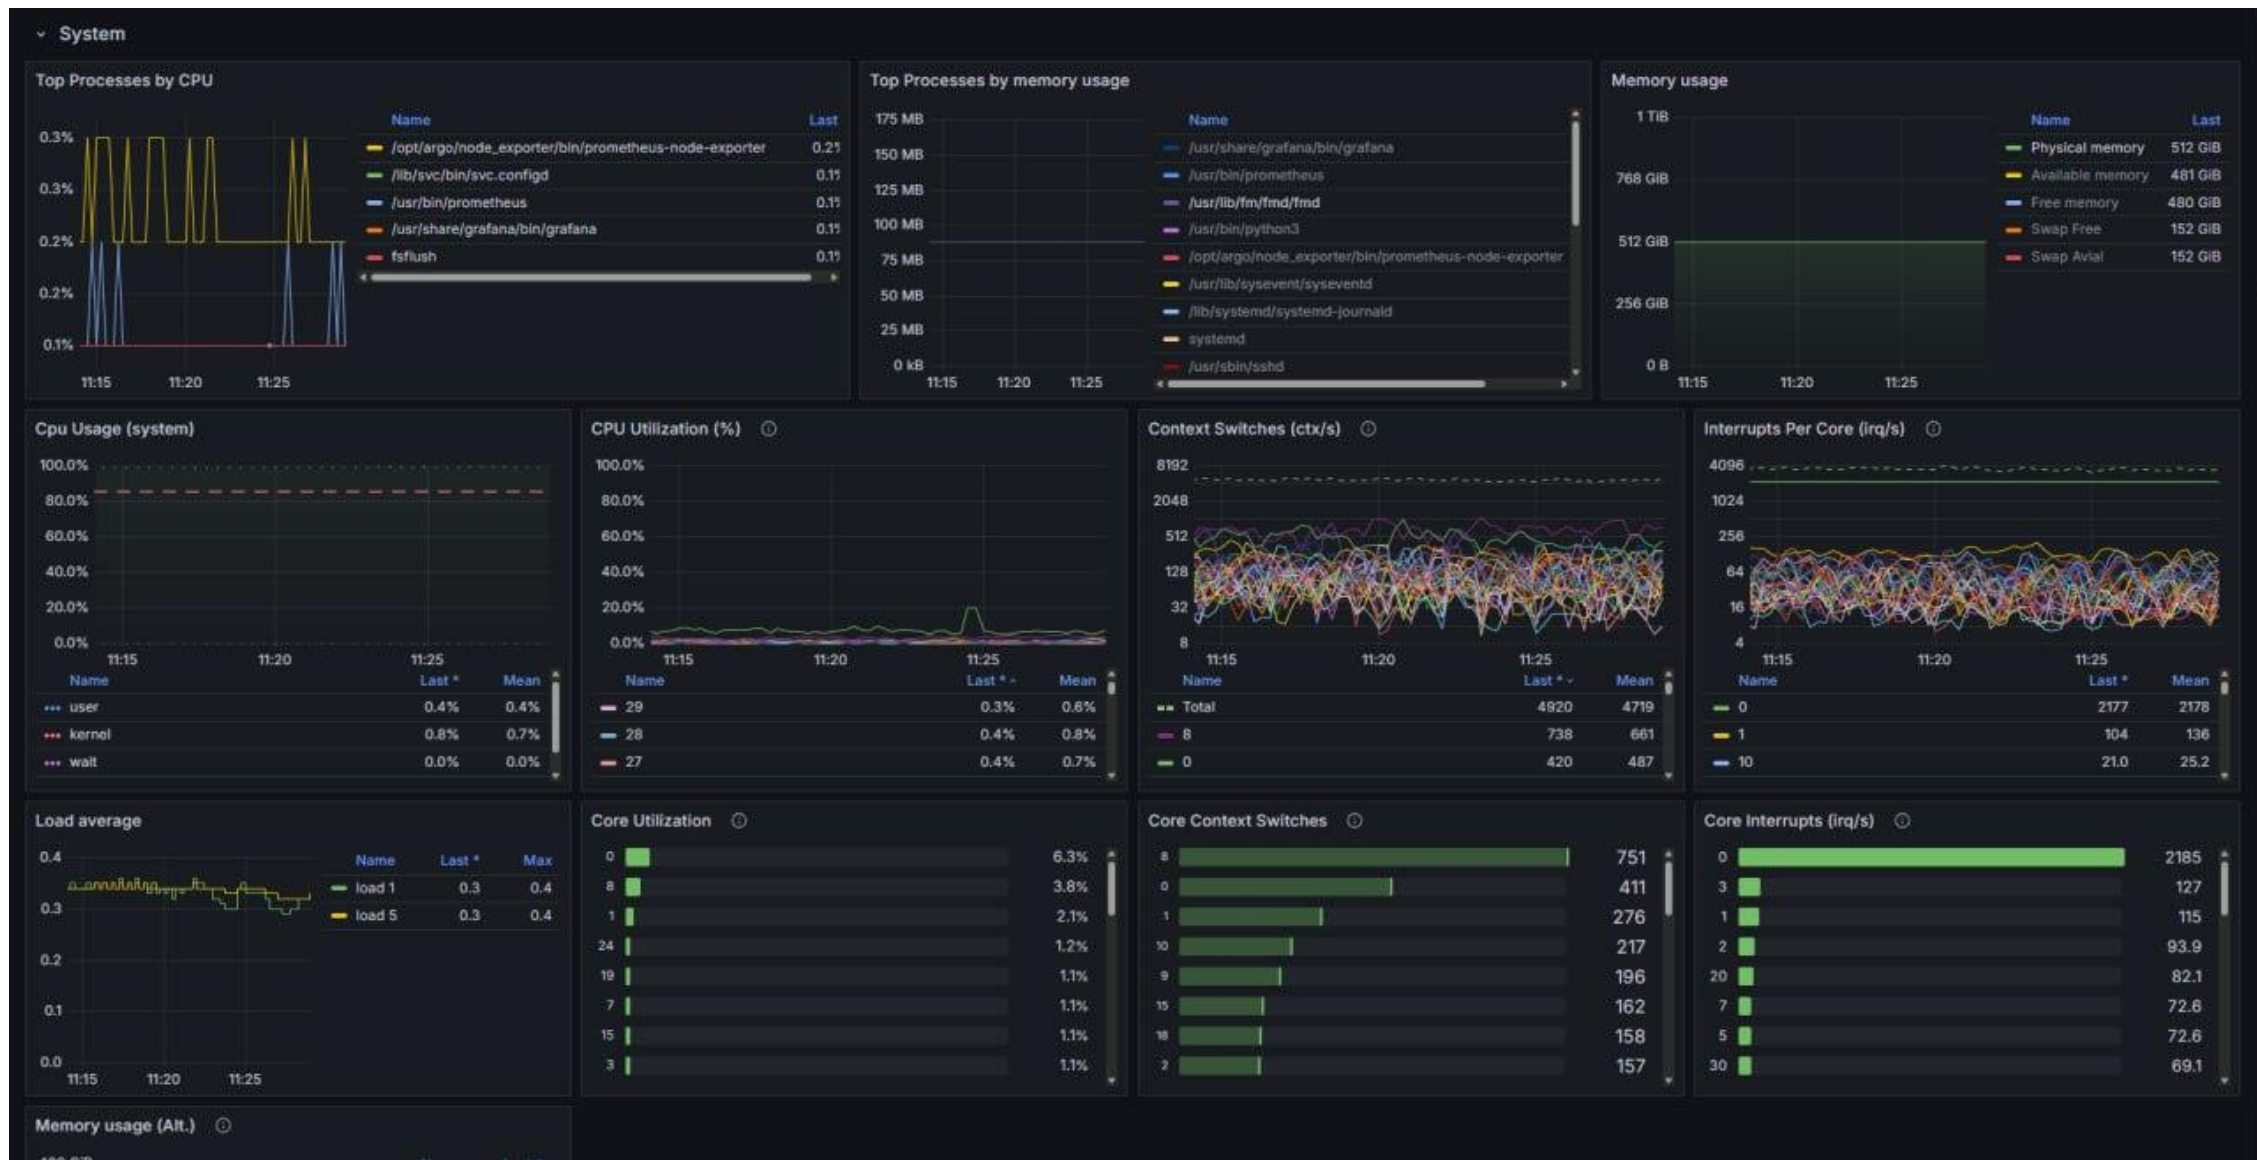 System
Top Processes by CPU
Name Last
0.3%
0.3%
0.2%
0.2%
0.1%
11:15 11:20 11:25
/opt/argo/node_exporter/bin/prometheus-node-exporter
/lib/svc/bin/svc.configd
/usr/bin/prometheus
/usr/share/grafana/bin/grafana
fsflush
Top Processes by memory usage
175 MB
150 MB
125 MB
100 MB
75 MB
50 MB
25 MB
0 kB
11:15 11:20 11:25
Name
/usr/share/grafana/bin/grafana
/usr/bin/prometheus
/usr/lib/fm/fmd/fmd
/usr/bin/python3
/opt/argo/node_exporter/bin/prometheus-node-exporter
/usr/lib/sysevent/syseventd
/lib/systemd/systemd-journald
systemd
/usr/sbin/sshd
Memory usage
1 TiB
768 GiB
512 GiB
256 GiB
0 B
11:15 11:20 11:25
Name Last
Physical memory 512 GiB
Available memory 481 GiB
Free memory 480 GiB
Swap Free 152 GiB
Swap Avial 152 GiB
Cpu Usage (system)
100.0%
80.0%
60.0%
40.0%
20.0%
0.0%
11:15 11:20 11:25
Name Last * Mean
user 0.4% 0.4%
kernel 0.8% 0.7%
wait 0.0% 0.0%
CPU Utilization (%)
100.0%
80.0%
60.0%
40.0%
20.0%
0.0%
11:15 11:20 11:25
Name Last * Mean
29 0.3% 0.6%
28 0.4% 0.8%
27 0.4% 0.7%
Context Switches (ctx/s)
8192
2048
512
128
32
8
11:15 11:20 11:25
Name Last * Mean
Total 4920 4719
8 738 661
0 420 487
Interrupts Per Core (irq/s)
4096
1024
256
64
16
4
11:15 11:20 11:25
Name Last * Mean
0 2177 2178
1 104 136
10 21.0 25.2
Load average
0.4
0.3
0.2
0.1
0.0
11:15 11:20 11:25
Name Last * Max
load 1 0.3 0.4
load 5 0.3 0.4
Core Utilization
0 6.3%
8 3.8%
1 2.1%
24 1.2%
19 1.1%
7 1.1%
15 1.1%
3 1.1%
Core Context Switches
8 751
0 411
1 276
10 217
9 196
15 162
18 158
2 157
Core Interrupts (irq/s)
0 2185
3 127
1 115
2 93.9
20 82.1
7 72.6
5 72.6
30 69.1
Memory usage (Alt.)